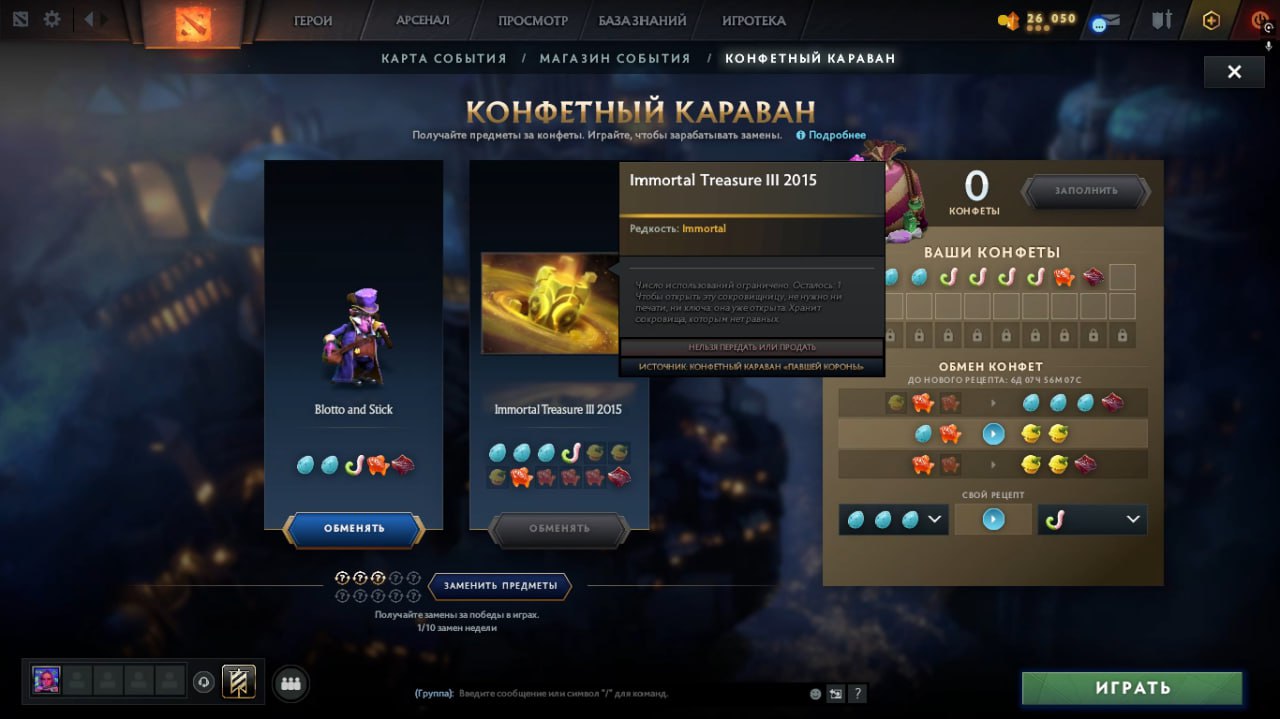 ГЕРОИ
АРСЕНАЛ
ПРОСМОТР
БАЗА ЗНАНИЙ
ИГРОТЕКА
26 050
КАРТА СОБЫТИЯ / МАГАЗИН СОБЫТИЯ / КОНФЕТНЫЙ КАРАВАН
КОНФЕТНЫЙ КАРАВАН
Получайте предметы за конфеты. Играйте, чтобы зарабатывать замены.
Подробнее
Immortal Treasure III 2015
Редкость: Immortal
Число использований ограничено. Осталось: 1
Чтобы открыть эту сокровищницу, не нужно ни
печати, ни ключа: она уже открыта. Хранит
сокровища, которым нет равных.
НЕЛЬЗЯ ПЕРЕДАТЬ ИЛИ ПРОДАТЬ
ИСТОЧНИК: КОНФЕТНЫЙ КАРАВАН «ПАВШЕЙ КОРОНЫ»
0
КОНФЕТЫ
ЗАПОЛНИТЬ
ВАШИ КОНФЕТЫ
ОБМЕН КОНФЕТ
ДО НОВОГО РЕЦЕПТА: 6Д 07Ч 56М 07С
СВОЙ РЕЦЕПТ
Blotto and Stick
Immortal Treasure III 2015
ОБМЕНЯТЬ
ОБМЕНЯТЬ
ЗАМЕНИТЬ ПРЕДМЕТЫ
Получайте замены за победы в играх.
1/10 замен недели
(Группа): Введите сообщение или символ "/" для команд.
?
ИГРАТЬ